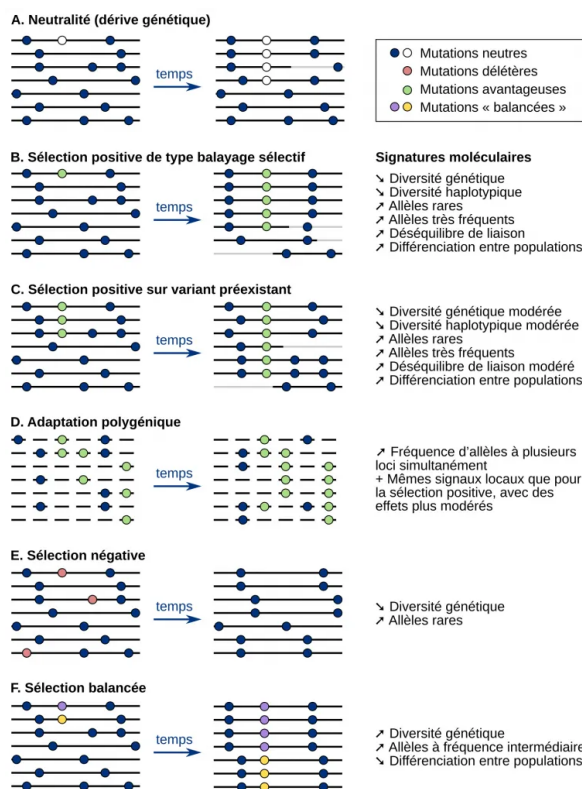 A. Neutralité (dérive génétique)
temps
Mutations neutres
Mutations délétères
Mutations avantageuses
Mutations « balancées »
B. Sélection positive de type balayage sélectif
temps
Signatures moléculaires
➘ Diversité génétique
➘ Diversité haplotypique
➚ Allèles rares
➚ Allèles très fréquents
➚ Déséquilibre de liaison
➚ Différenciation entre populations
C. Sélection positive sur variant préexistant
temps
➘ Diversité génétique modérée
➘ Diversité haplotypique modérée
➚ Allèles rares
➚ Allèles très fréquents
➚ Déséquilibre de liaison modéré
➚ Différenciation entre populations
D. Adaptation polygénique
temps
➚ Fréquence d’allèles à plusieurs
loci simultanément
+ Mêmes signaux locaux que pour
la sélection positive, avec des
effets plus modérés
E. Sélection négative
temps
➘ Diversité génétique
➚ Allèles rares
F. Sélection balancée
temps
➚ Diversité génétique
➚ Allèles à fréquence intermédiaire
➘ Différenciation entre populations